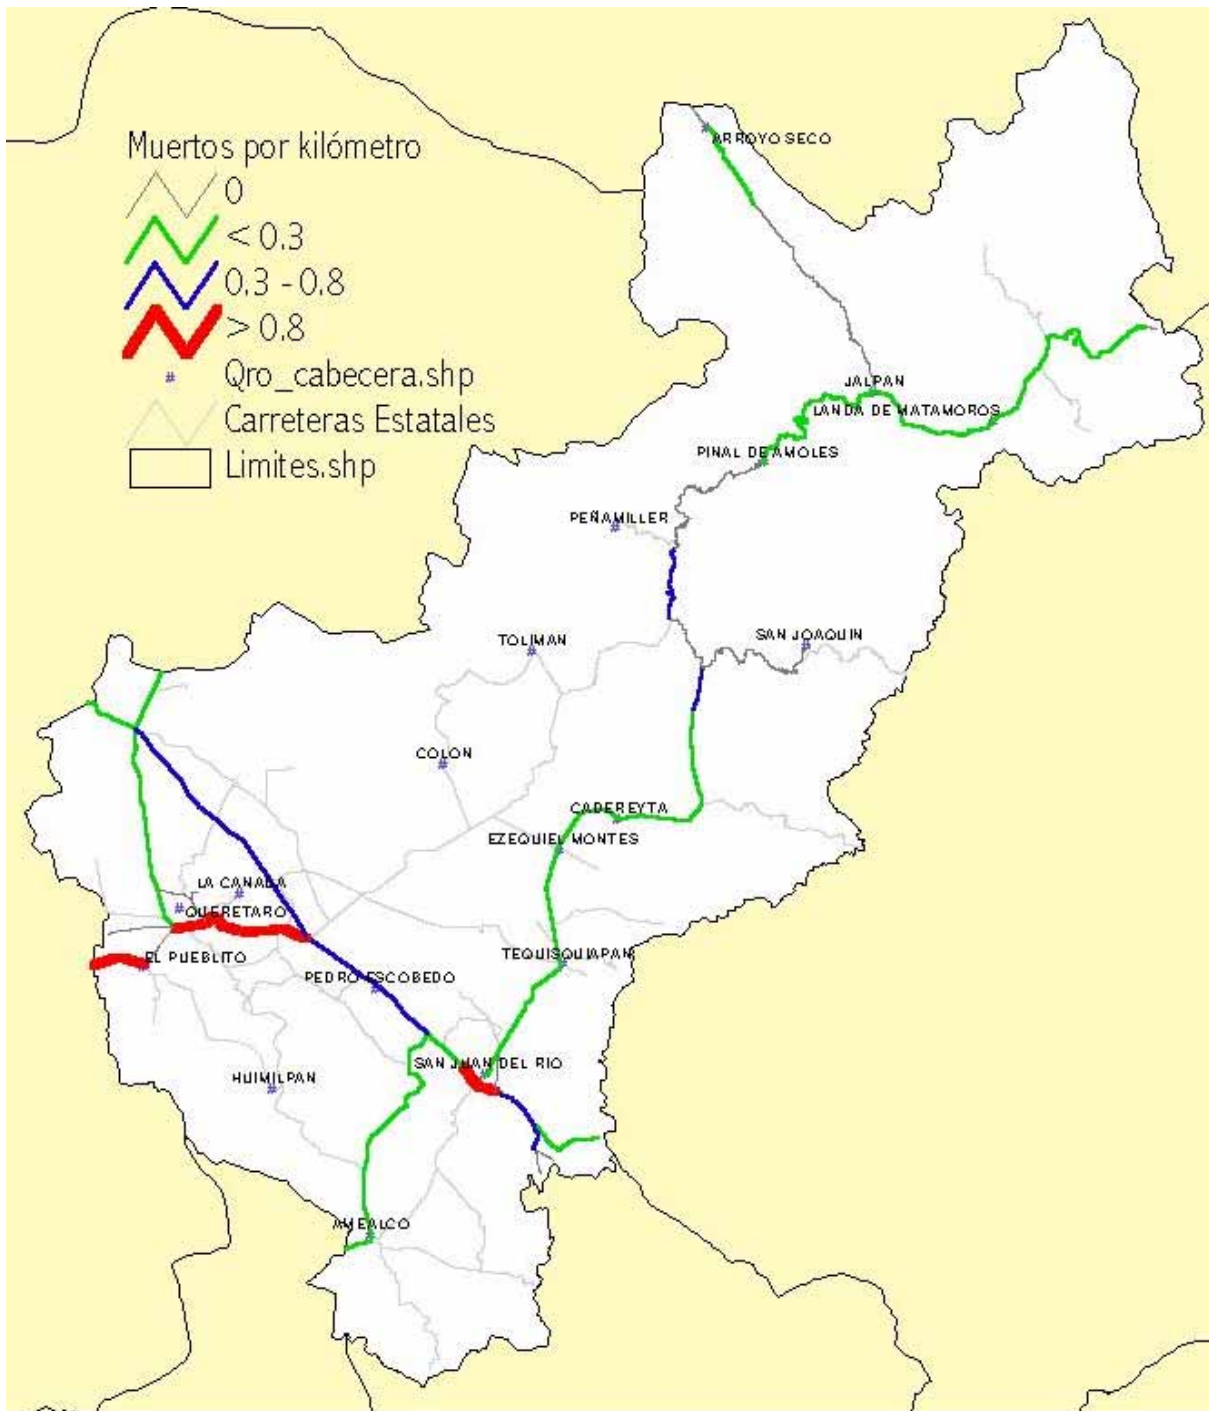 Muertos por kilómetro
0
< 0.3
0.3 - 0.8
> 0.8
# Qro_cabecera.shp
Carreteras Estatales
Limites.shp
ARROYO SECO
JALPAN
LANDA DE MATAMOROS
PINAL DE AMOLES
PEÑAMILLER
SAN JOAQUIN
TOLIMAN
COLON
CADEREYTA
EZEQUIEL MONTES
LA CANADA
QUERETARO
EL PUEBLITO
TEQUISQUIAPAN
PEDRO ESCOBEDO
SAN JUAN DEL RIO
HUIMILPAN
AMEALCO